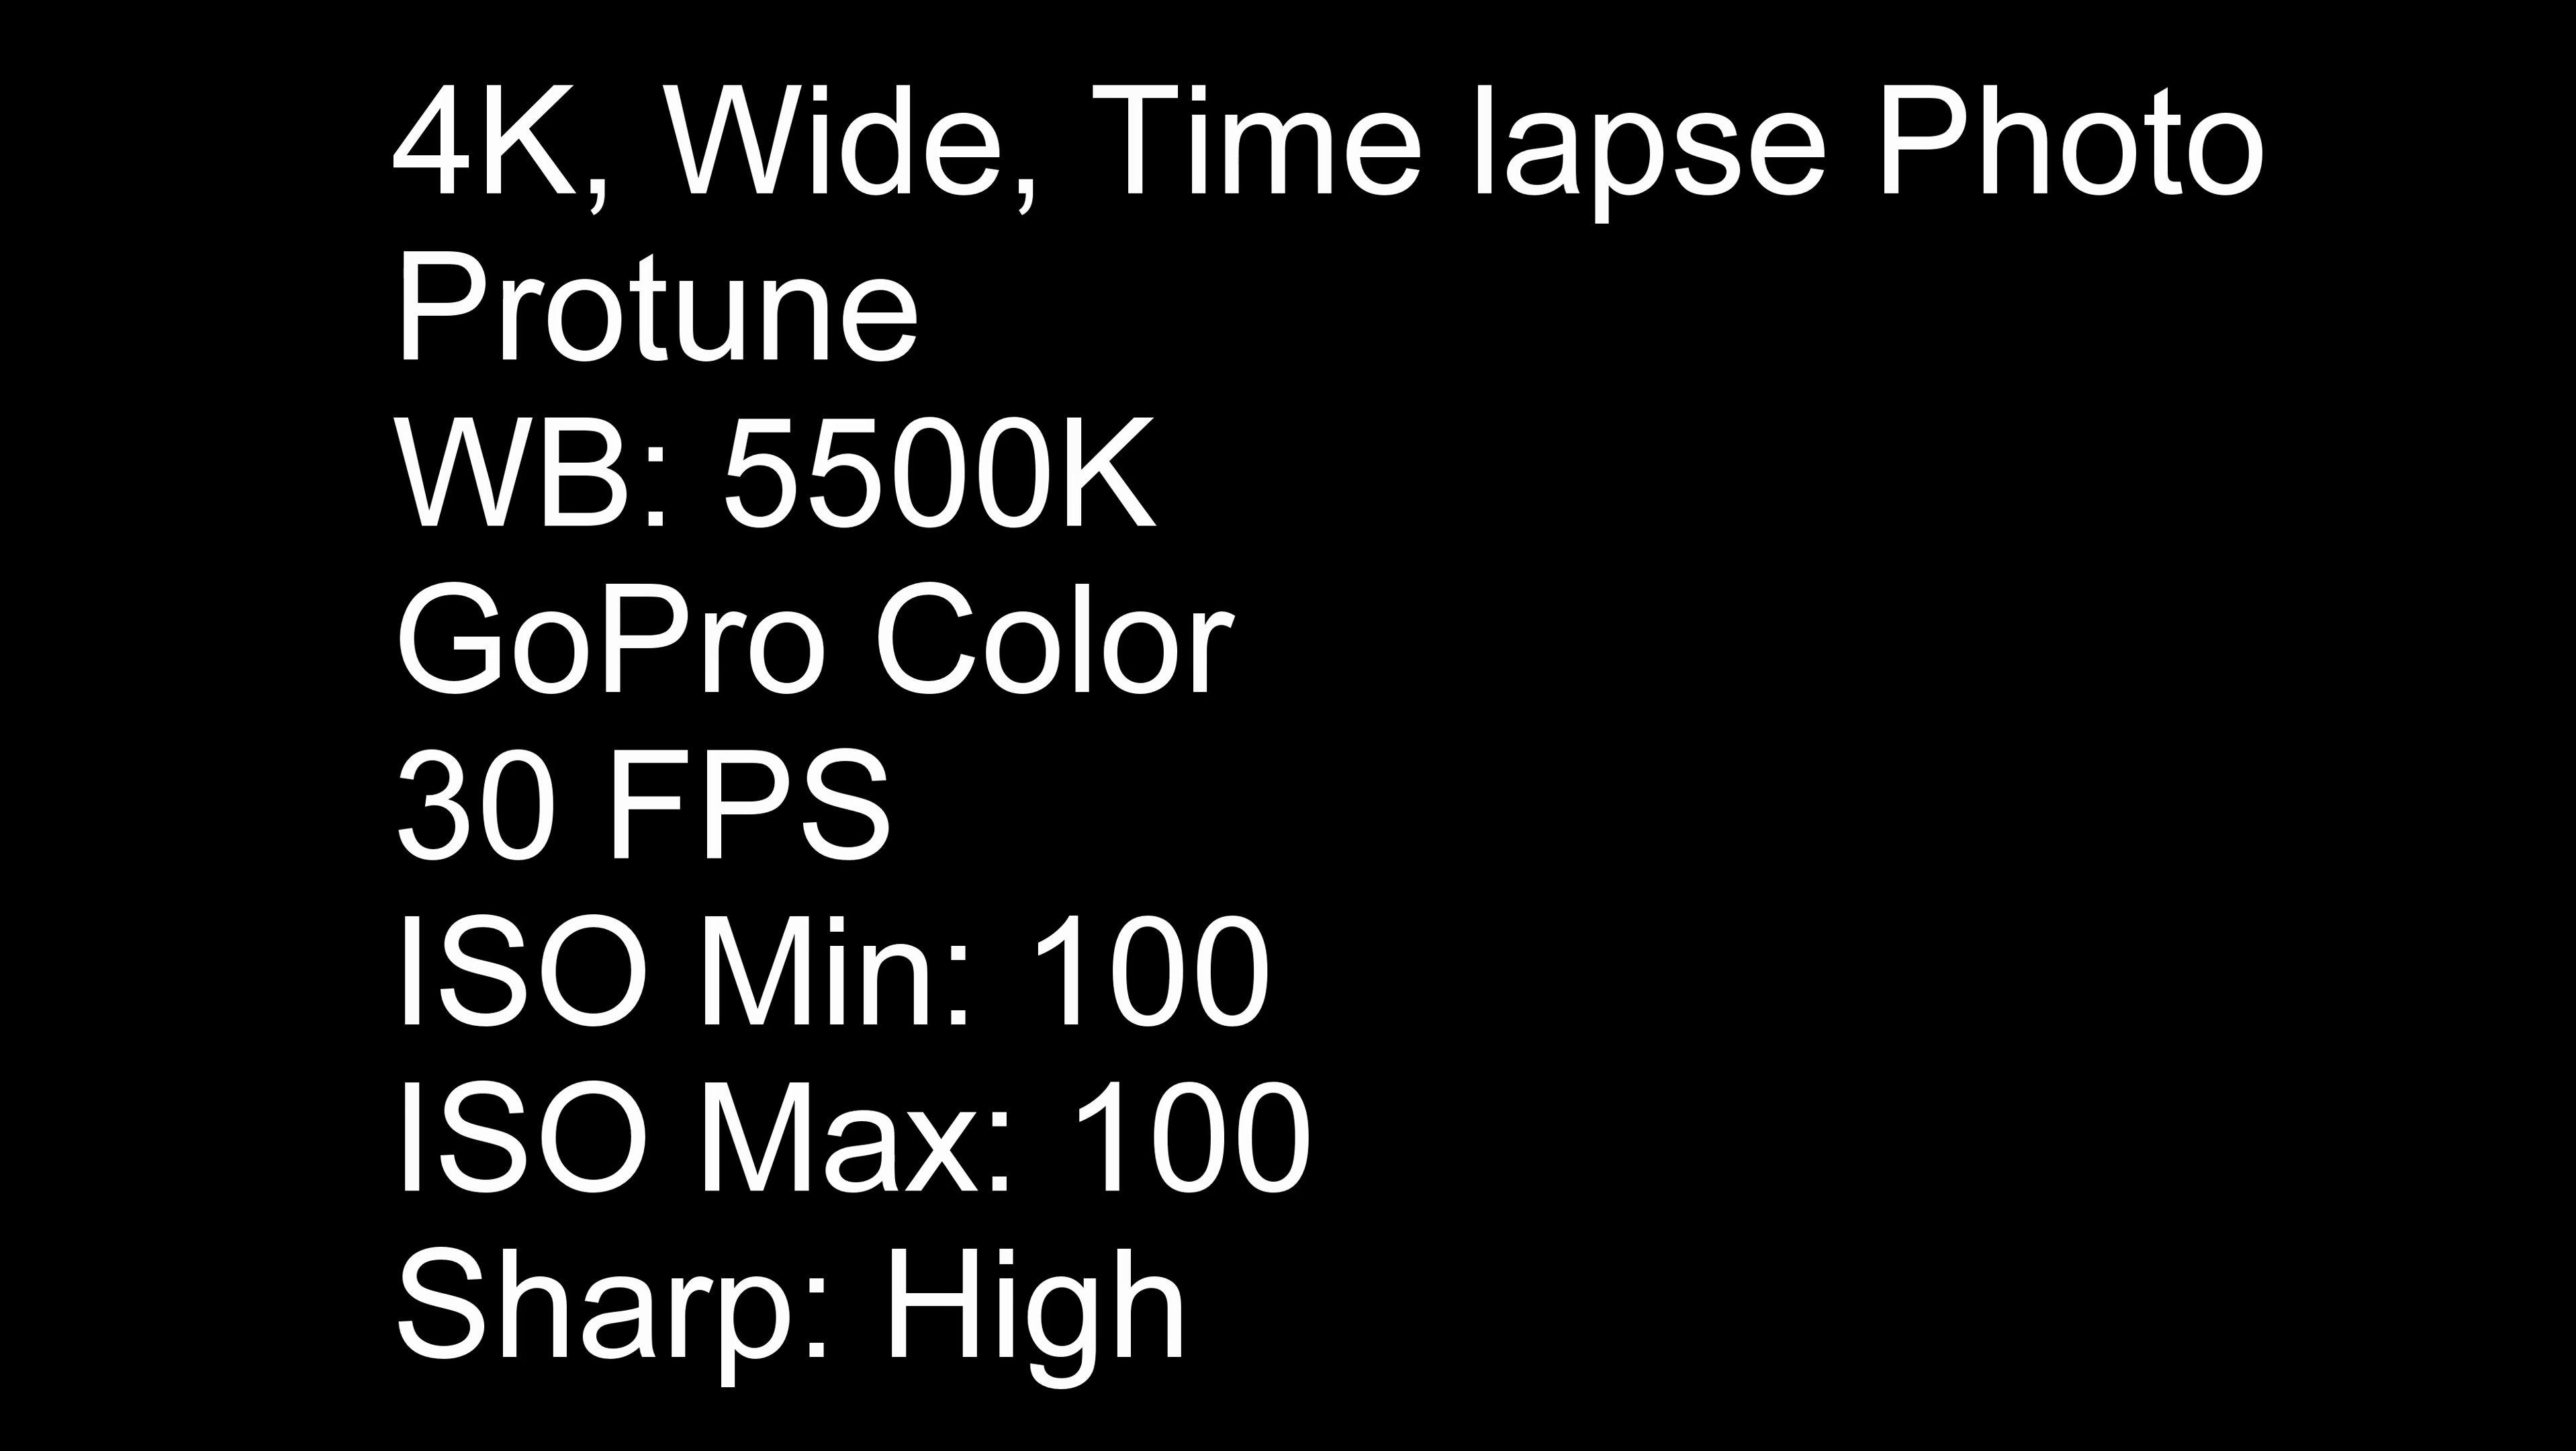 4K, Wide, Time lapse Photo
Protune
WB: 5500K
GoPro Color
30 FPS
ISO Min: 100
ISO Max: 100
Sharp: High